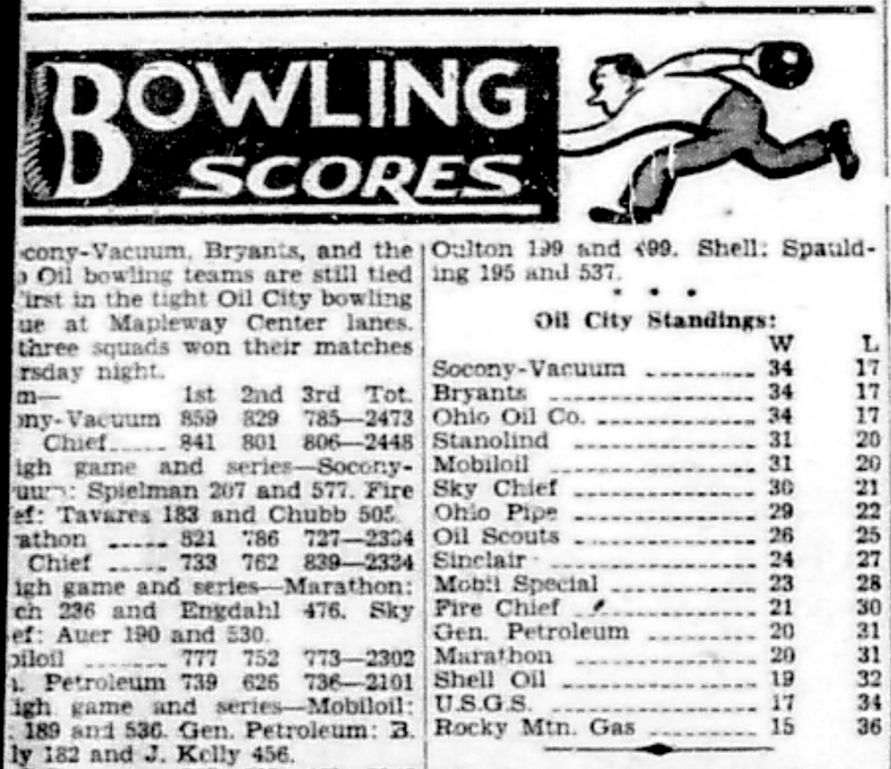 BOWLING
SCORES
cony-Vacuum, Bryants, and the
o Oil bowling teams are still tied
first in the tight Oil City bowling
ue at Mapleway Center lanes.
three squads won their matches
rsday night.
m— 1st 2nd 3rd Tot.
ony-Vacuum 859 829 785—2473
Chief 841 801 806—2448
igh game and series—Socony-
uum: Spielman 207 and 577. Fire
ef: Tavares 183 and Chubb 505.
rathon 821 786 727—2334
Chief 733 762 839—2334
igh game and series—Marathon:
ch 236 and Engdahl 476. Sky
ef: Auer 190 and 530.
biloil 777 752 773—2302
n. Petroleum 739 626 736—2101
igh game and series—Mobiloil:
189 and 536. Gen. Petroleum: B.
ly 182 and J. Kelly 456.
Oulton 199 and 499. Shell: Spauld-
ing 195 and 537.
* * *
Oil City Standings:
W L
Socony-Vacuum 34 17
Bryants 34 17
Ohio Oil Co. 34 17
Stanolind 31 20
Mobiloil 31 20
Sky Chief 30 21
Ohio Pipe 29 22
Oil Scouts 26 25
Sinclair 24 27
Mobil Special 23 28
Fire Chief 21 30
Gen. Petroleum 20 31
Marathon 20 31
Shell Oil 19 32
U.S.G.S. 17 34
Rocky Mtn. Gas 15 36